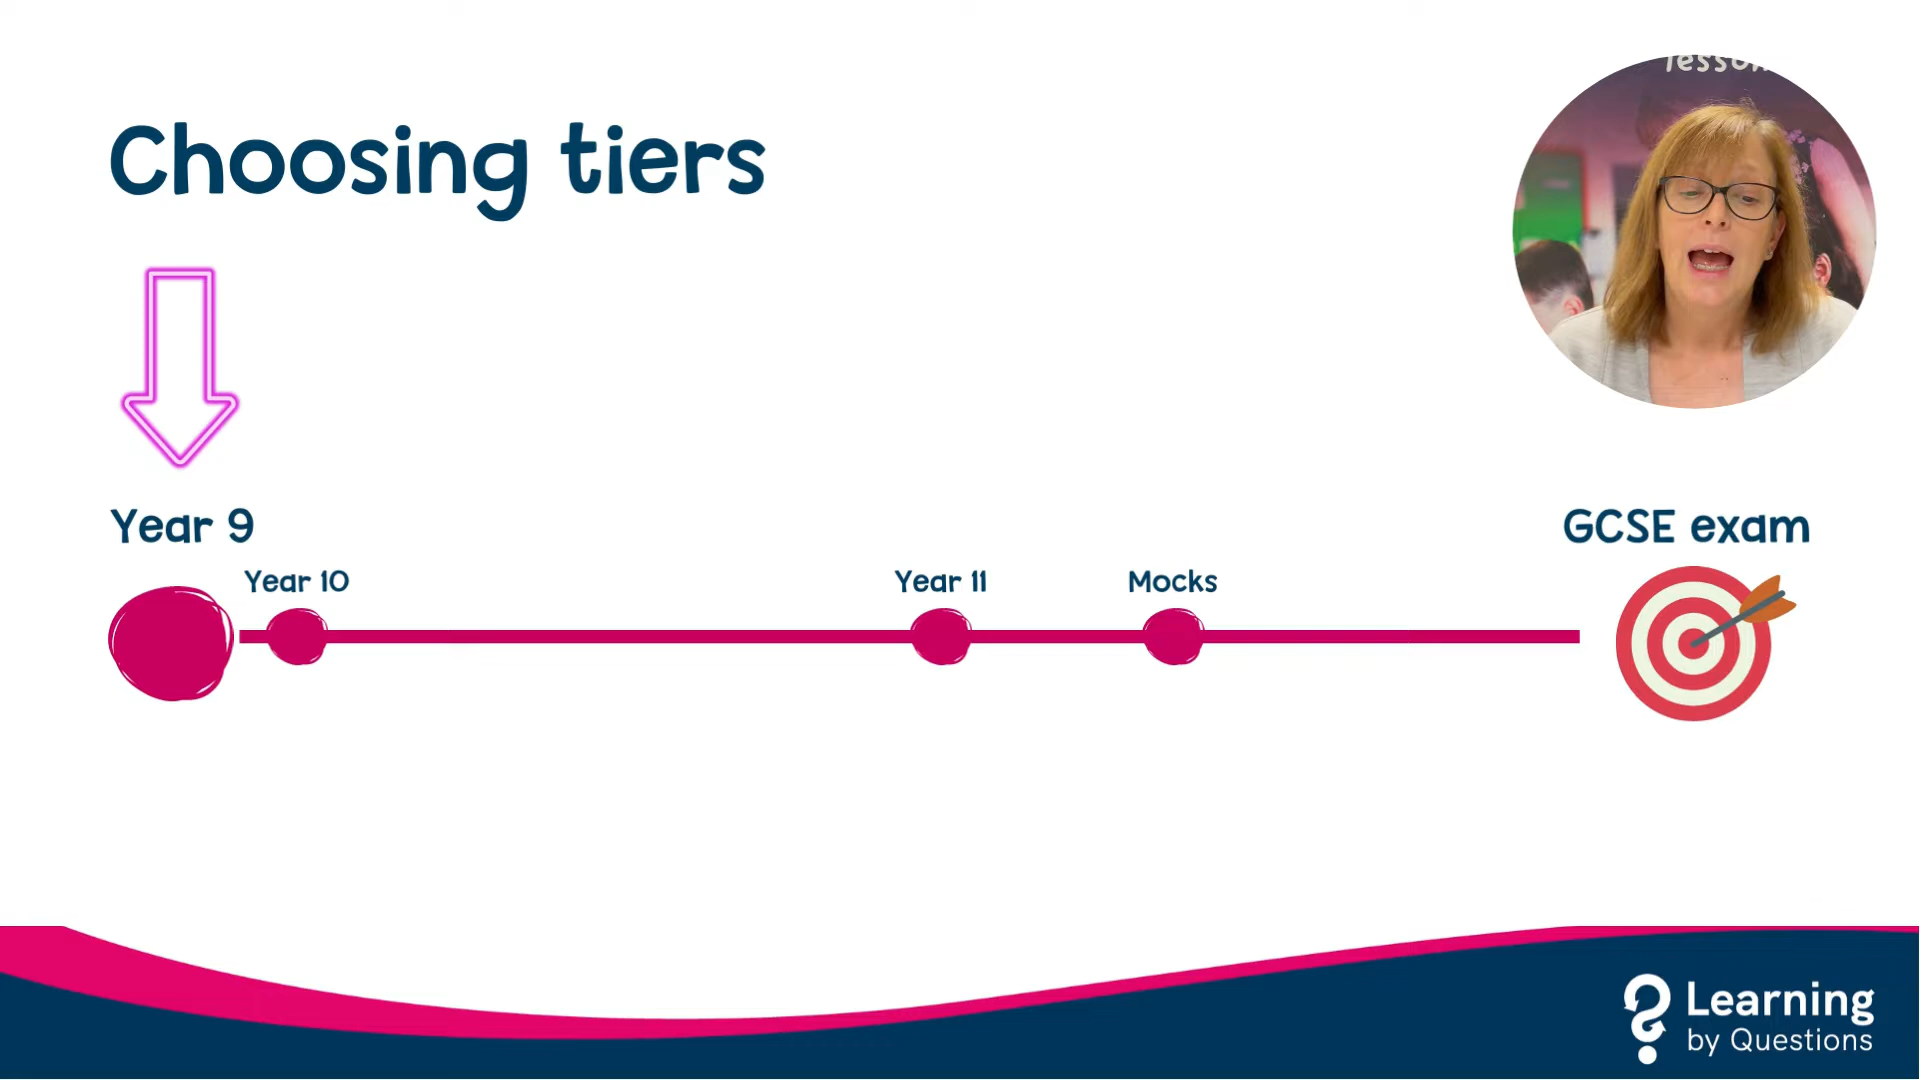 Choosing tiers
Year 9
Year 10
Year 11
Mocks
GCSE exam
Learning
by Questions